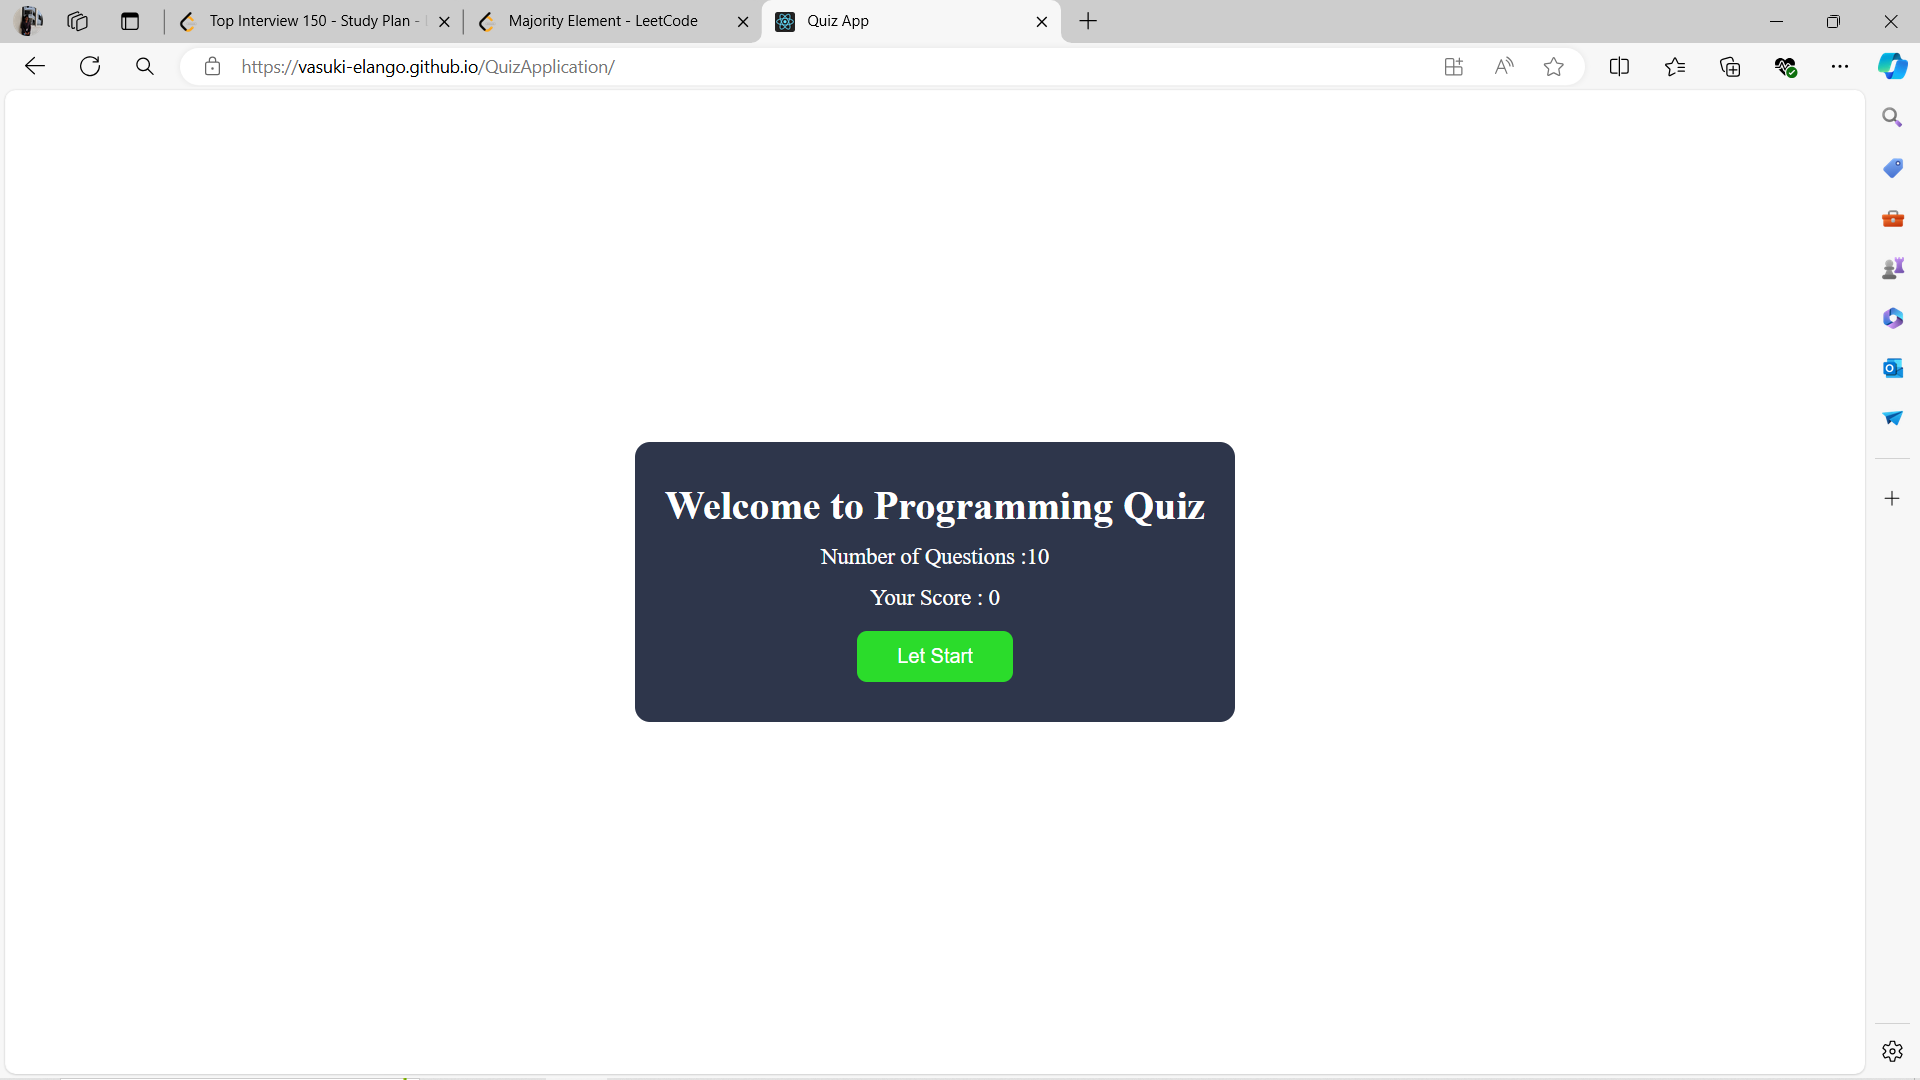 Top Interview 150 - Study Plan -
Majority Element - LeetCode
Quiz App
https://vasuki-elango.github.io/QuizApplication/
Welcome to Programming Quiz
Number of Questions :10
Your Score : 0
Let Start